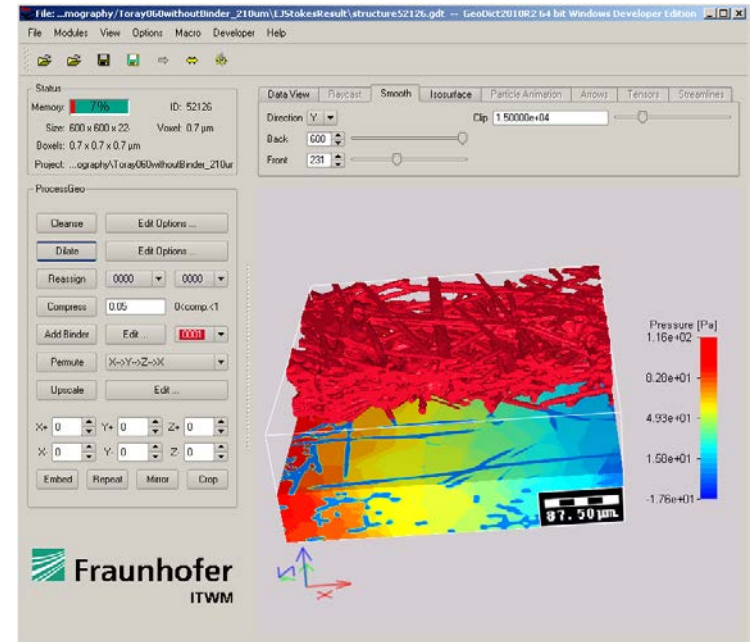 File: ...mography/Toray060withoutBinder_210um\EJStokesResult\structure52126.gdt -- GeoDict2010R2 64 bit Windows Developer Edition
File Modules View Options Macro Developer Help
Status
Memory: 7% ID: 52126
Size: 600 x 600 x 22 Voxel: 0.7 µm
Boxels: 0.7 x 0.7 x 0.7 µm
Project: ...ography/\Toray060withoutBinder_210ur
Data View Raycast Smooth Isosurface Particle Animation Arrows Tensors Streamlines
Direction Y Clip 1.50000e+04
Back 600
Front 231
ProcessGeo
Cleanse Edit Options ...
Dilate Edit Options ...
Reassign 0000 0000
Compress 0.05 0<comp.<1
Add Binder Edit ... 0001
Permute X-->Y-->Z-->X
Upscale Edit ...
X+ 0 Y+ 0 Z+ 0
X- 0 Y- 0 Z- 0
Embed Repeat Mirror Crop
Pressure [Pa]
1.16e+02
8.20e+01
4.93e+01
1.58e+01
-1.76e+01
87.50 µm
X
Fraunhofer
ITWM